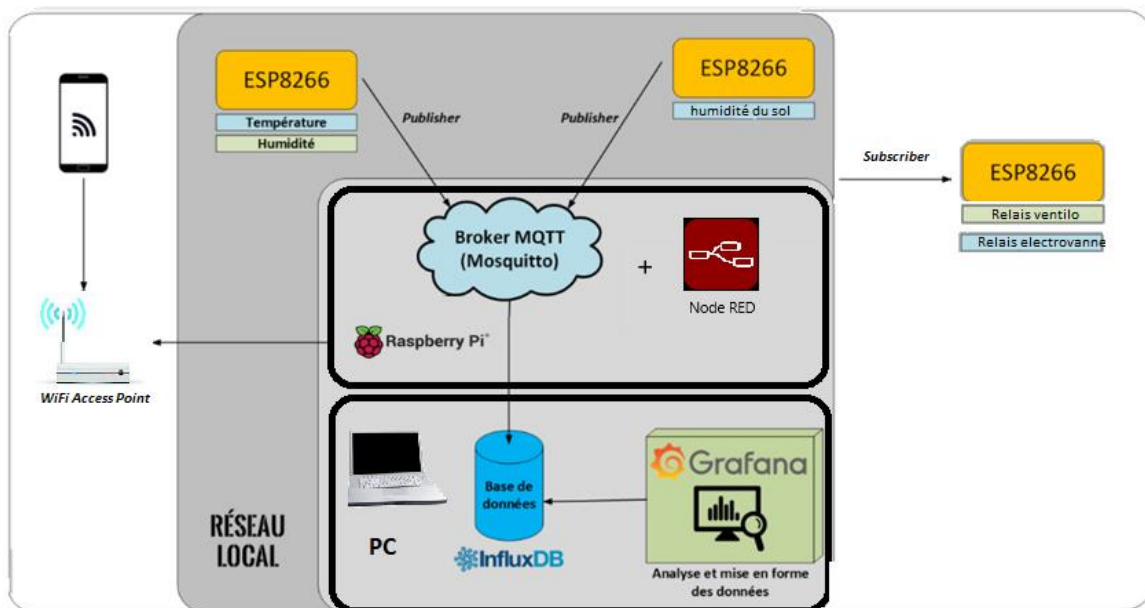 ESP8266
Température
Humidité
Publisher
Publisher
ESP8266
humidité du sol
Subscriber
ESP8266
Relais ventilo
Relais electrovanne
Broker MQTT
(Mosquitto)
+
Node RED
Raspberry Pi
WiFi Access Point
RÉSEAU
LOCAL
PC
Base de
données
InfluxDB
Grafana
Analyse et mise en forme
des données